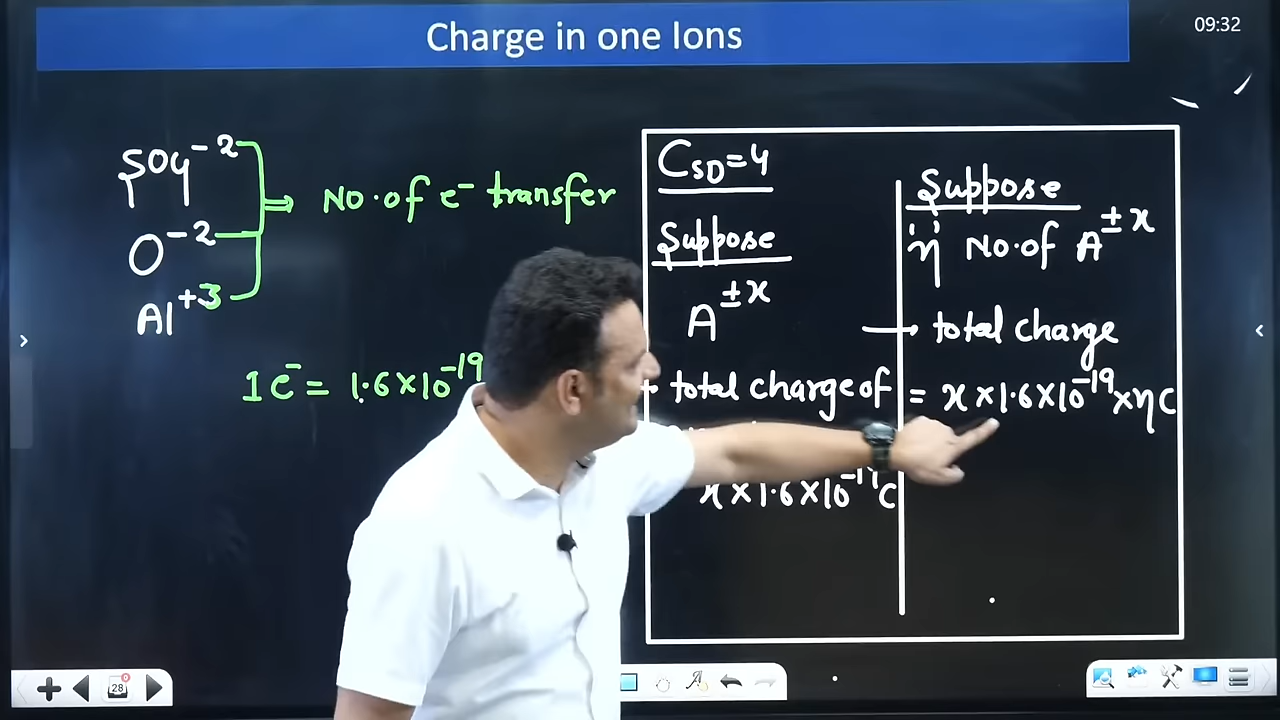 Charge in one Ions
09:32
SO4⁻²
O⁻²
Al⁺³
⇒ No. of e⁻ transfer
1 e⁻ = 1.6×10⁻¹⁹
CSD=4
Suppose
A^±x
total charge of
x×1.6×10⁻¹⁹C
Suppose
"η" No. of A^±x
→ total charge
= x×1.6×10⁻¹⁹×ηC
28